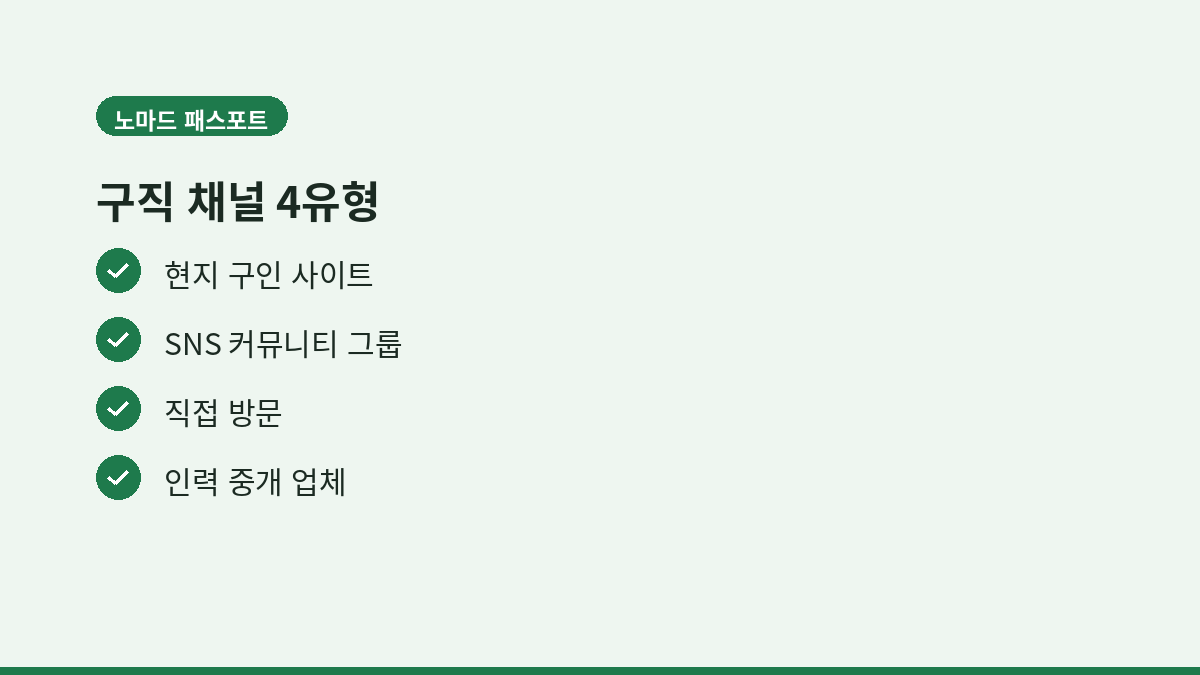 노마드 패스포트
구직 채널 4유형
현지 구인 사이트
SNS 커뮤니티 그룹
직접 방문
인력 중개 업체